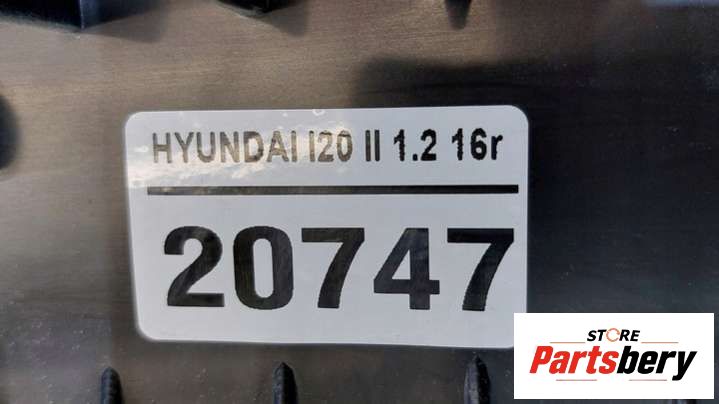 HYUNDAI I20 II 1.2 16r
20747
STORE
Partsbery